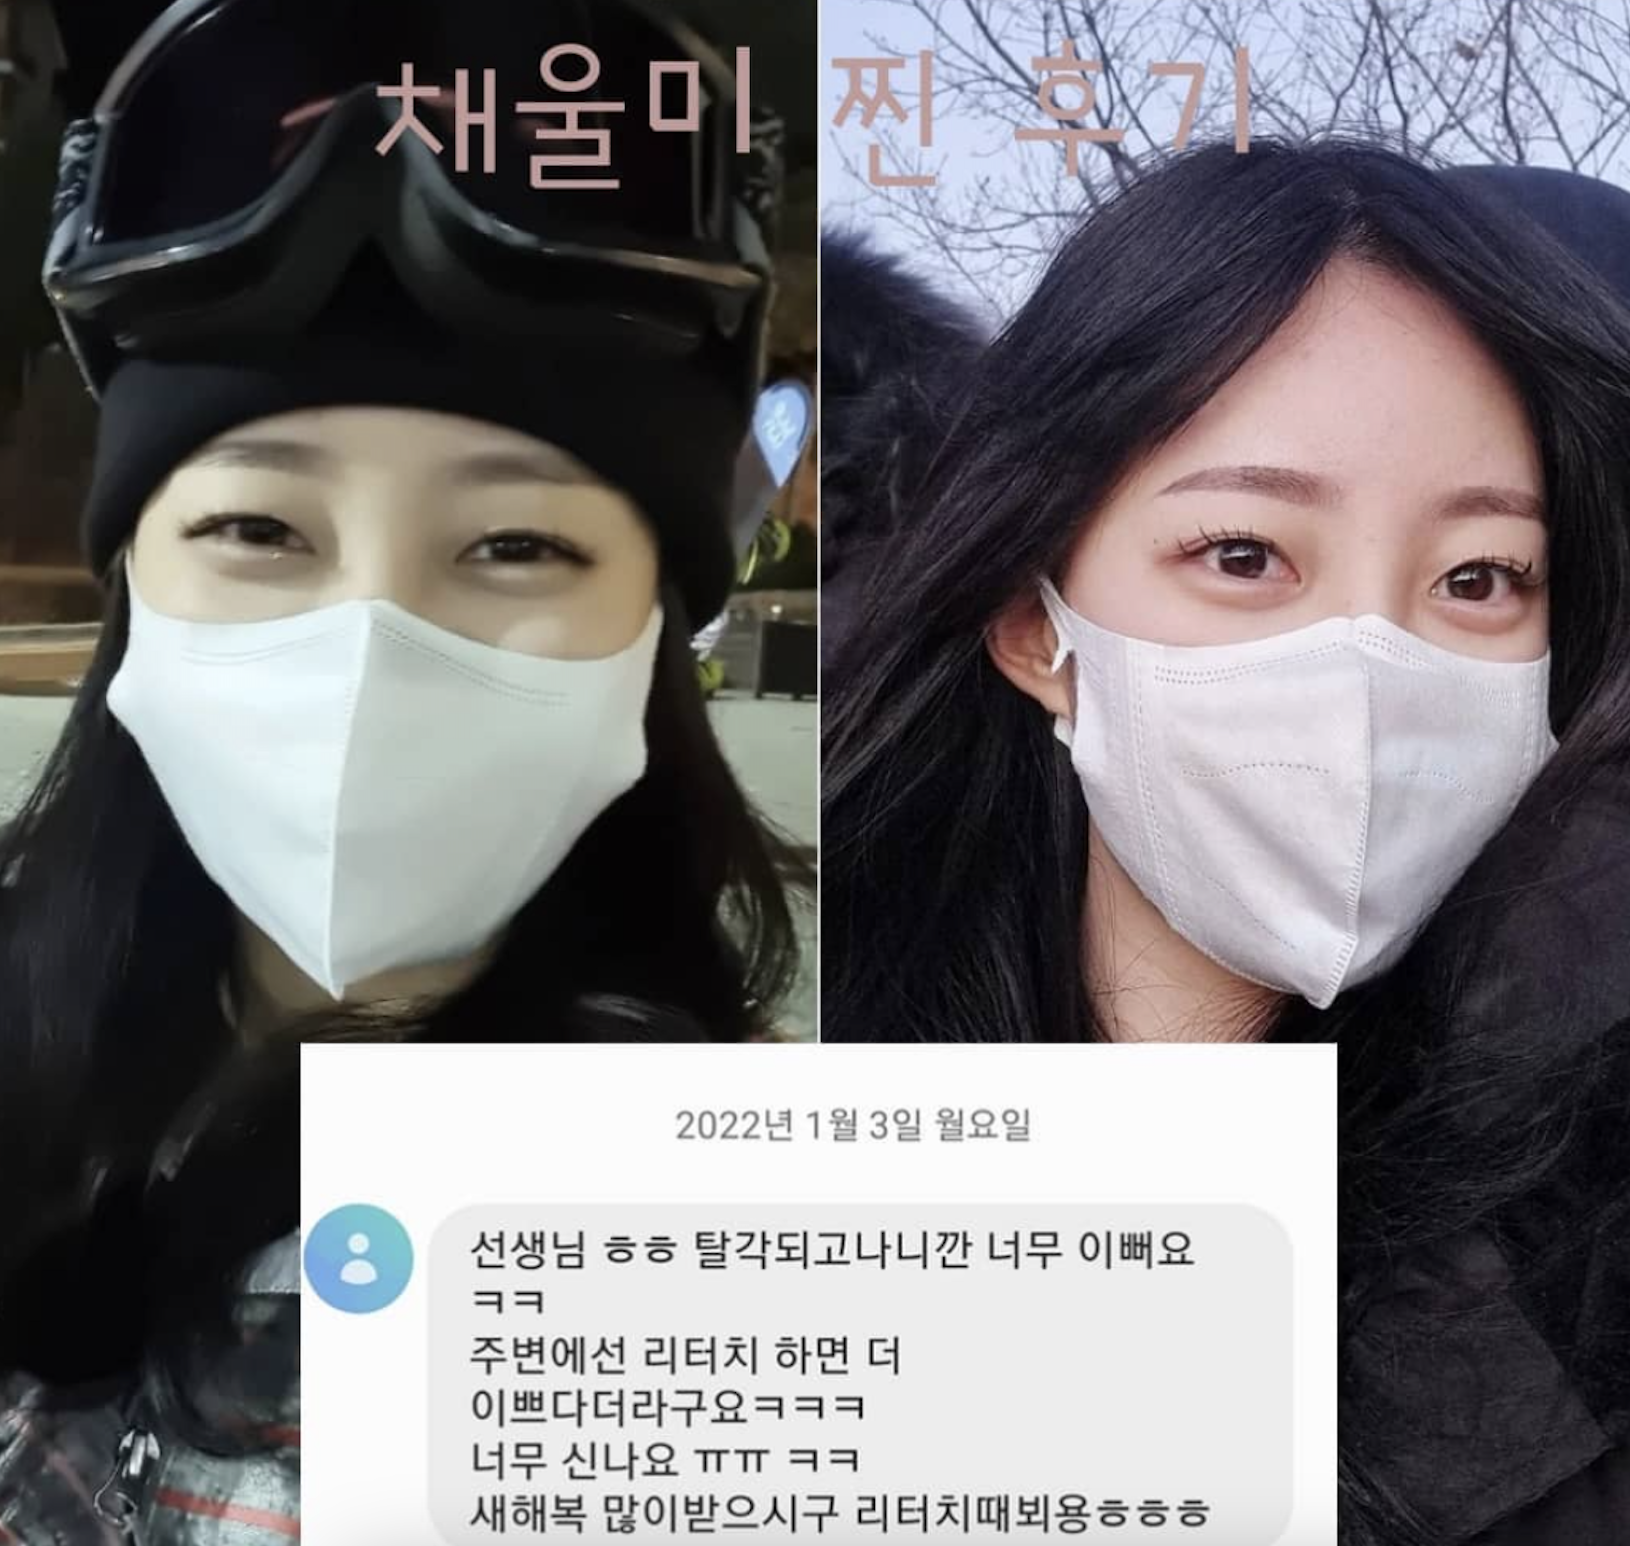 채울미 찐 후기
2022년 1월 3일 월요일
선생님 ㅎㅎ 탈각되고나니깐 너무 이뻐요
ㅋㅋ
주변에선 리터치 하면 더
이쁘다더라구요ㅋㅋㅋ
너무 신나요 ㅠㅠ ㅋㅋ
새해복 많이받으시구 리터치때뵈용ㅎㅎㅎ